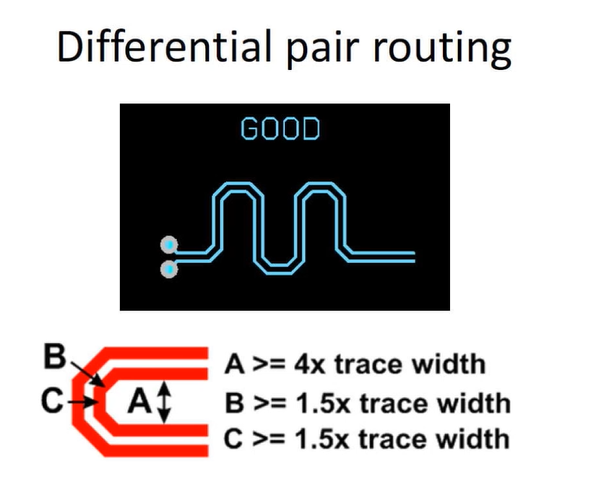 Differential pair routing
GOOD
B
C
A
A >= 4x trace width
B >= 1.5x trace width
C >= 1.5x trace width